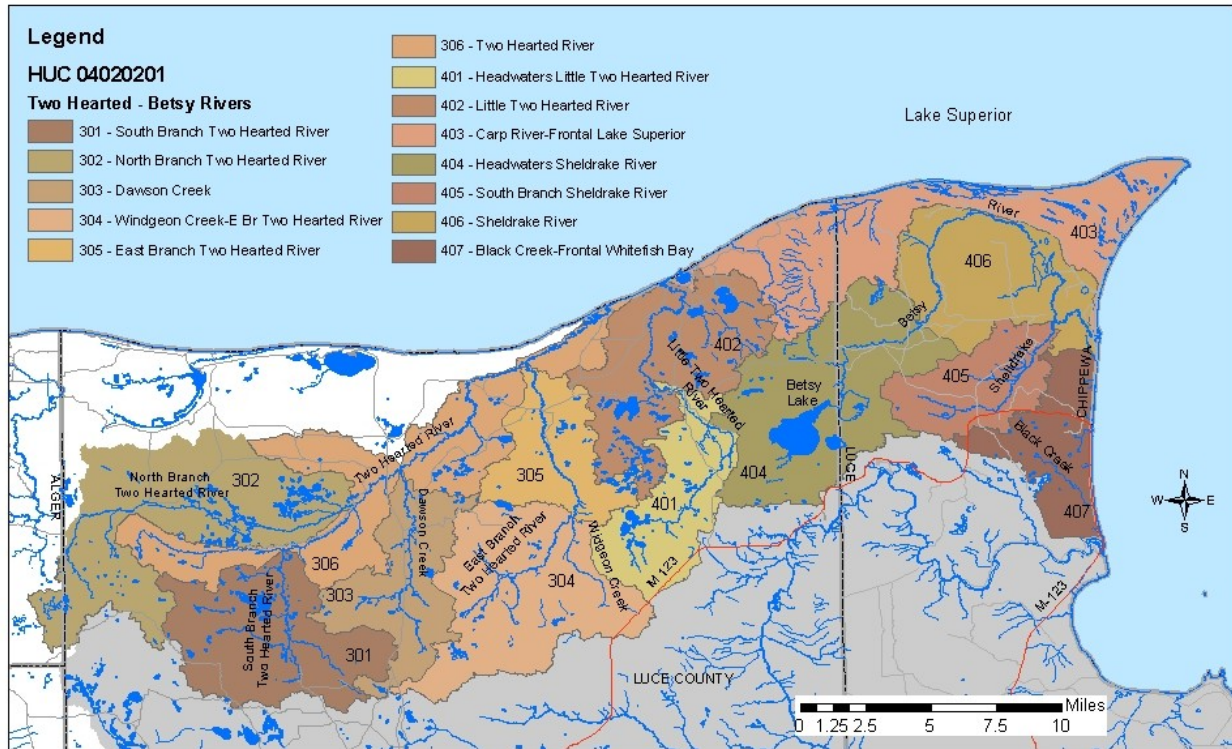 Legend
HUC 04020201
Two Hearted - Betsy Rivers
301 - South Branch Two Hearted River
302 - North Branch Two Hearted River
303 - Dawson Creek
304 - Windgeon Creek-E Br Two Hearted River
305 - East Branch Two Hearted River
306 - Two Hearted River
401 - Headwaters Little Two Hearted River
402 - Little Two Hearted River
403 - Carp River-Frontal Lake Superior
404 - Headwaters Sheldrake River
405 - South Branch Sheldrake River
406 - Sheldrake River
407 - Black Creek-Frontal Whitefish Bay
Lake Superior
River
403
406
Betsy
402
Little Two Hearted
River
Betsy
Lake
405
Sheldrake
CHIPPEWA
Black Creek
407
404
LUCE
401
M 123
305
Two Hearted River
North Branch
Two Hearted River
302
ALGER
Dawson Creek
East Branch
Two Hearted River
304
Widgeon Creek
306
303
South Branch
Two Hearted River
301
LUCE COUNTY
M-123
N
W
E
S
Miles
0 1.25 2.5 5 7.5 10